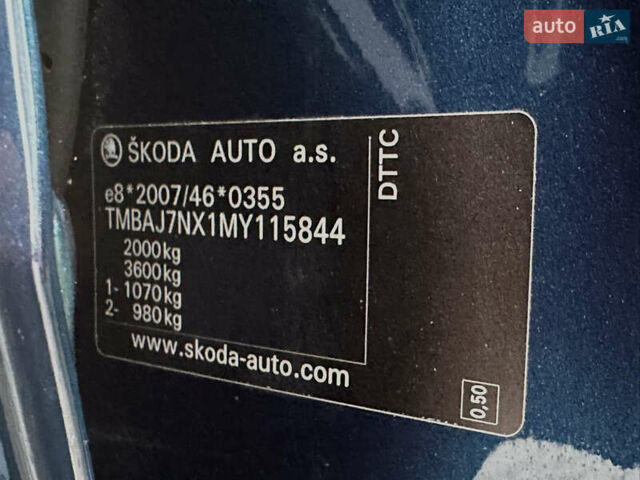 auto RIA .com
ŠKODA AUTO a.s.
e8*2007/46*0355
TMBAJ7NX1MY115844
2000kg
3600kg
1- 1070kg
2- 980kg
www.skoda-auto.com
DTTC
0,50